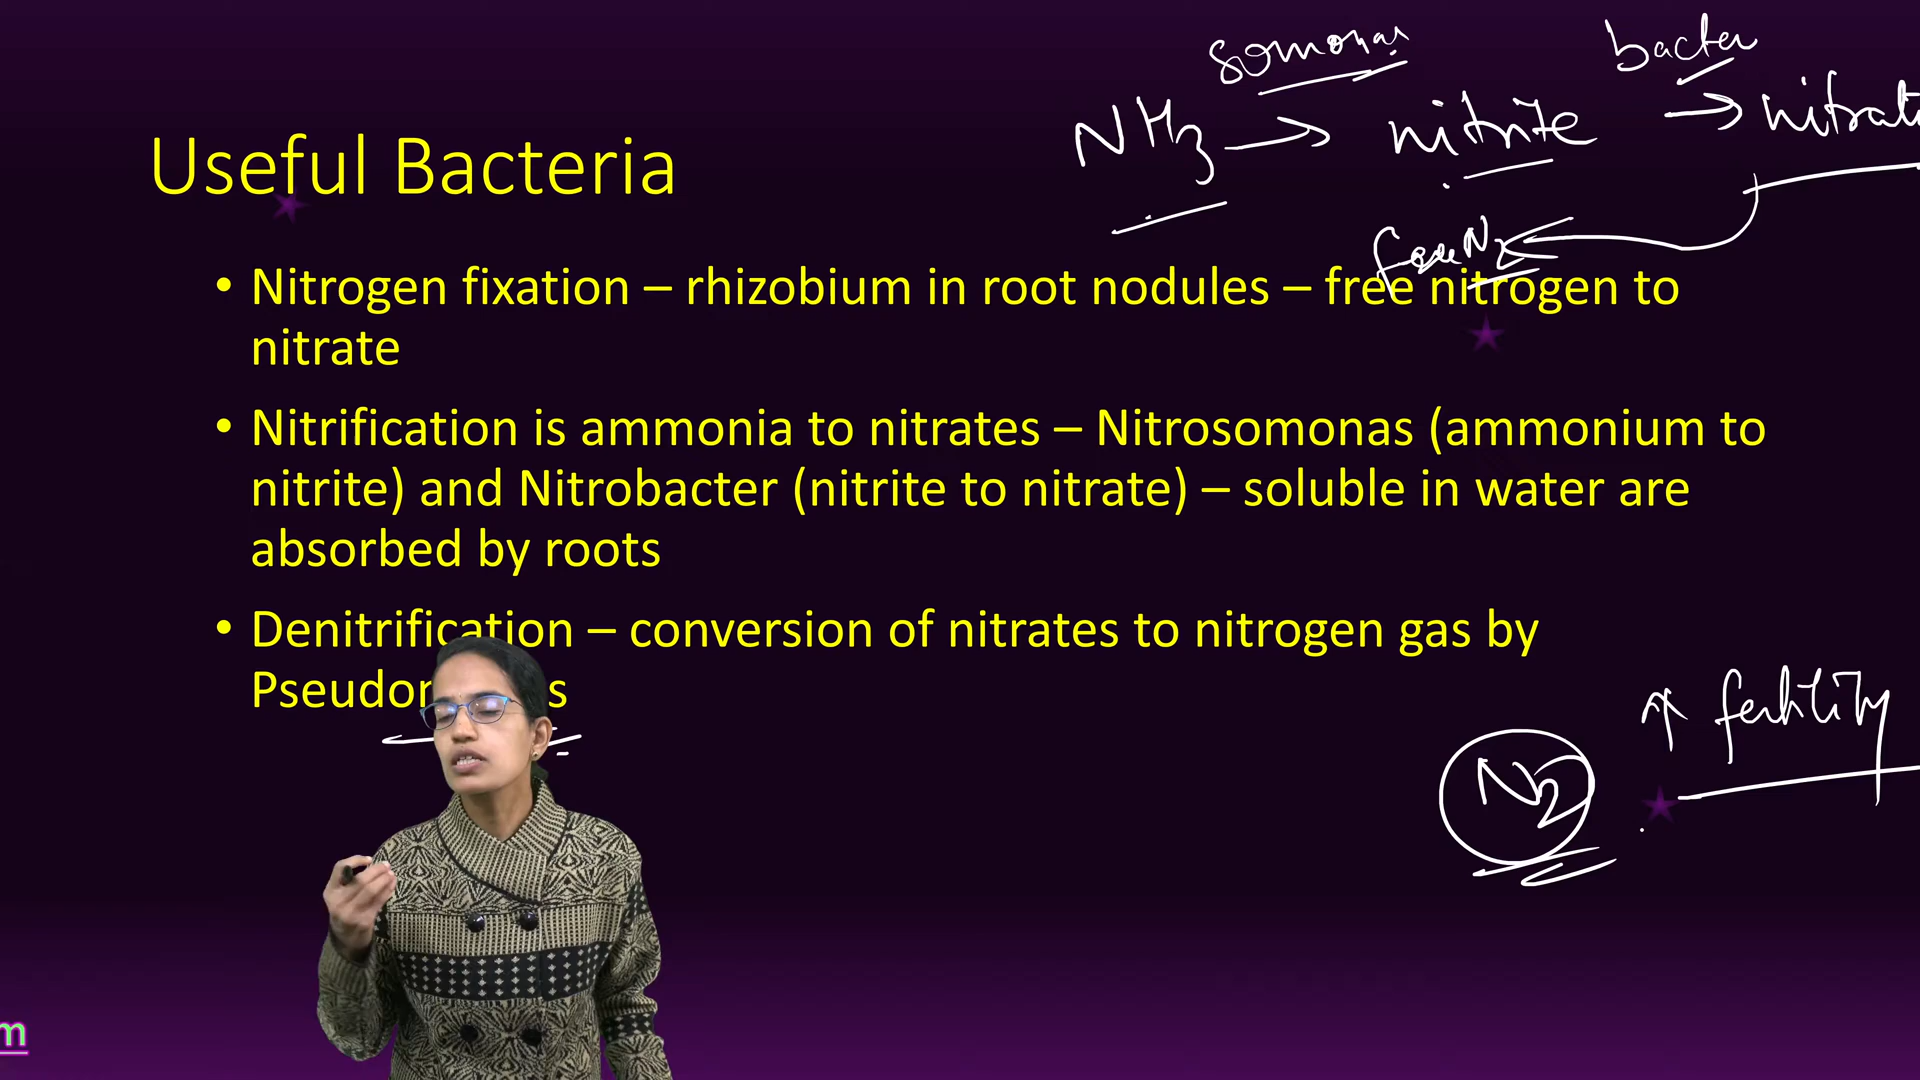 somonas
bacter
NH3 → nitrite → nitrate
Useful Bacteria
free N2
• Nitrogen fixation – rhizobium in root nodules – free nitrogen to
nitrate
• Nitrification is ammonia to nitrates – Nitrosomonas (ammonium to
nitrite) and Nitrobacter (nitrite to nitrate) – soluble in water are
absorbed by roots
• Denitrification – conversion of nitrates to nitrogen gas by
↑ fertility
N2
m